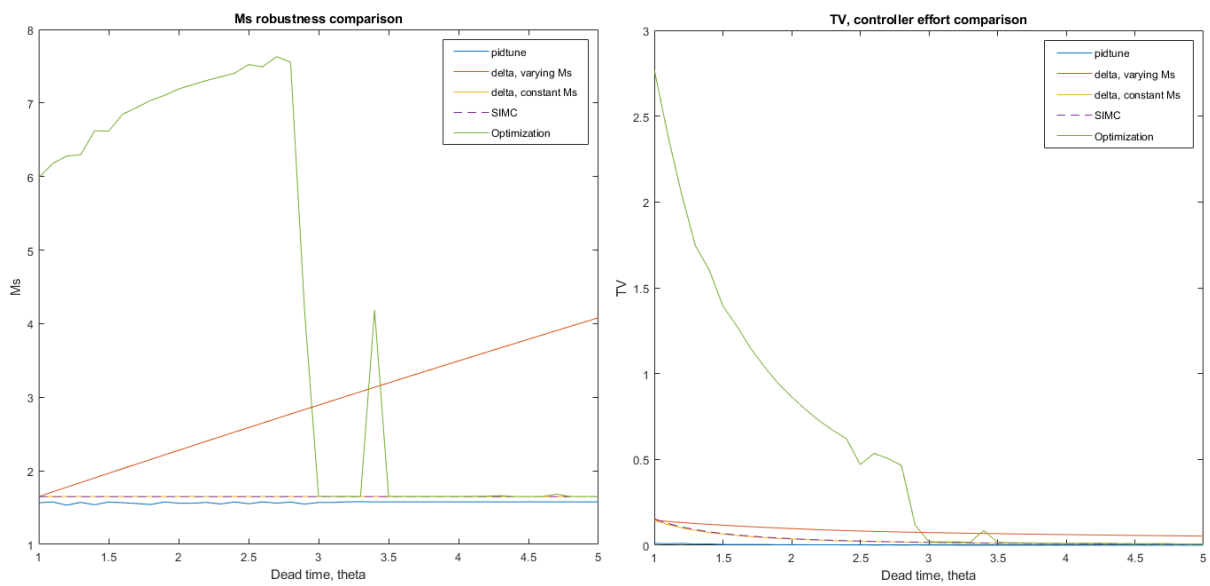 Ms robustness comparison
8
7
6
5
4
3
2
1
Ms
pidtune
delta, varying Ms
delta, constant Ms
SIMC
Optimization
1
1.5
2
2.5
3
3.5
4
4.5
5
Dead time, theta
TV, controller effort comparison
3
2.5
2
1.5
1
0.5
0
TV
pidtune
delta, varying Ms
delta, constant Ms
SIMC
Optimization
1
1.5
2
2.5
3
3.5
4
4.5
5
Dead time, theta